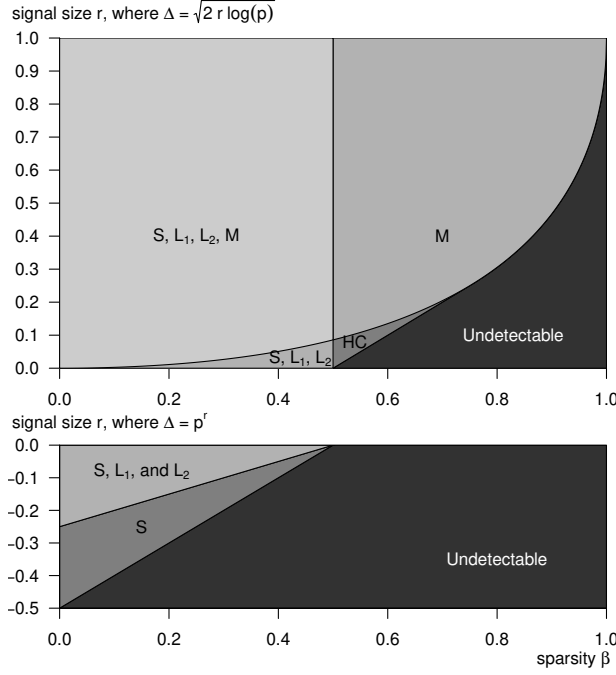 signal size r, where Δ = √2 r log(p)
1.0
0.9
0.8
0.7
0.6
0.5
0.4
0.3
0.2
0.1
0.0
S, L₁, L₂, M
M
HC
S, L₁, L₂
Undetectable
0.0 0.2 0.4 0.6 0.8 1.0
signal size r, where Δ = pʳ
0.0
−0.1
−0.2
−0.3
−0.4
−0.5
S, L₁, and L₂
S
Undetectable
0.0 0.2 0.4 0.6 0.8 1.0
sparsity β